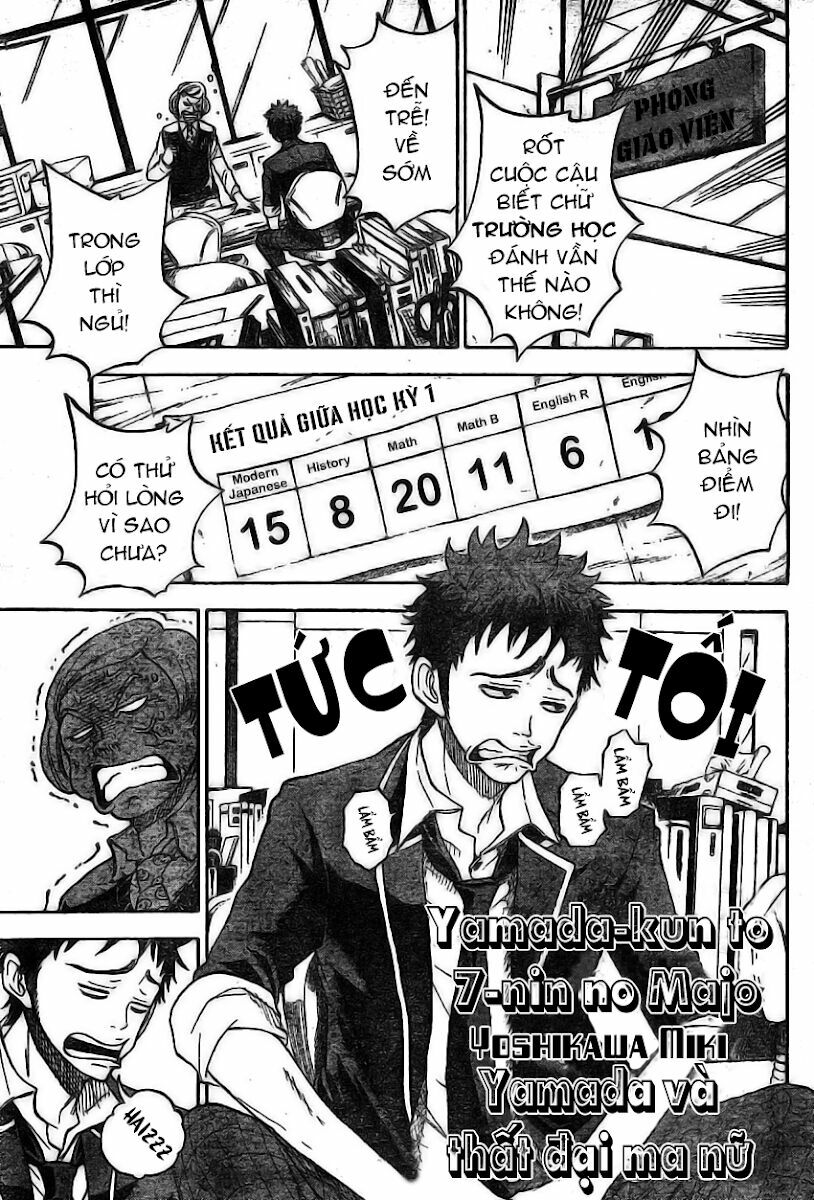 PHÒNG
GIÁO VIÊN
RỐT
CUỘC CẬU
BIẾT CHỮ
TRƯỜNG HỌC
ĐÁNH VẦN
THẾ NÀO
KHÔNG!
ĐẾN
TRỄ!
VỀ
SỚM
TRONG
LỚP
THÌ
NGỦ!
NHÌN
BẢNG
ĐIỂM
ĐI!
KẾT QUẢ GIỮA HỌC KỲ 1
Modern
Japanese
History
Math
Math B
English R
English
15
8
20
11
6
CÓ THỬ
HỎI LÒNG
VÌ SAO
CHƯA?
TỨC
TỐI
LẦM BẦM
LẦM BẦM
LẦM BẦM
HAIZZZ
Yamada-kun to
7-nin no Majo
Yoshikawa Miki
Yamada và
thất đại ma nữ